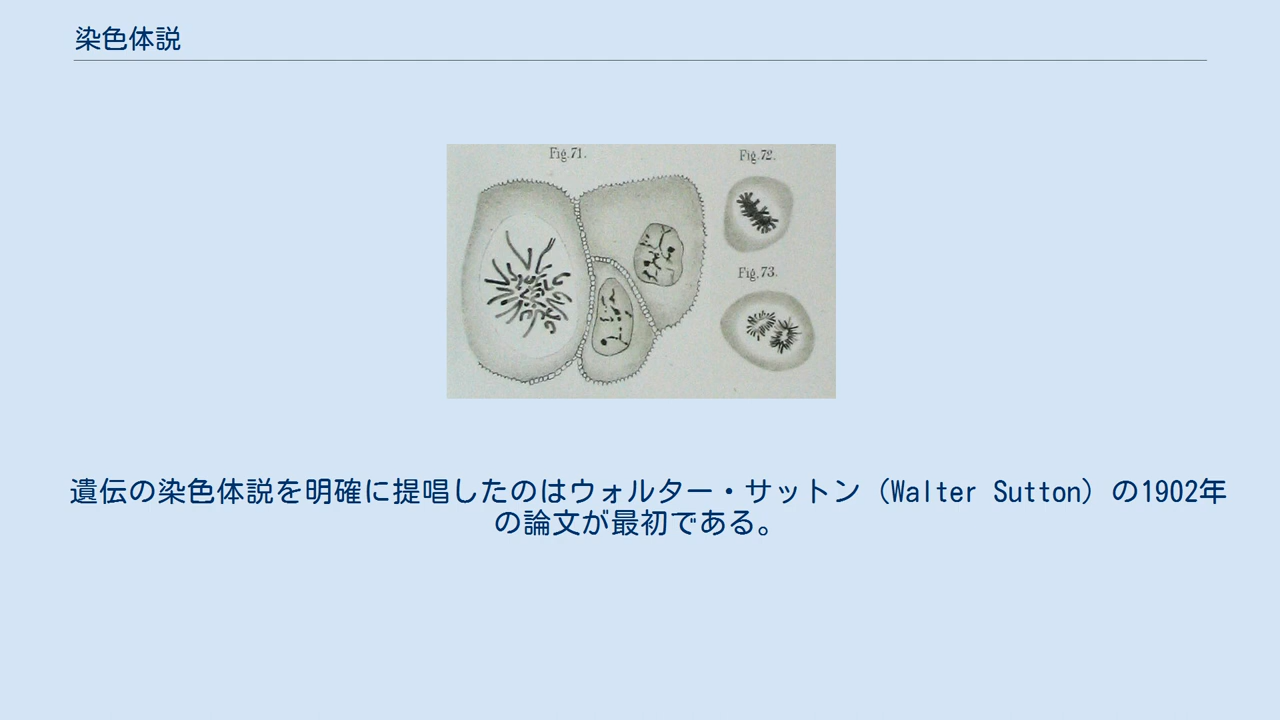 染色体説
Fig.71.
Fig.72.
Fig.73.
遺伝の染色体説を明確に提唱したのはウォルター・サットン（Walter Sutton）の1902年
の論文が最初である。